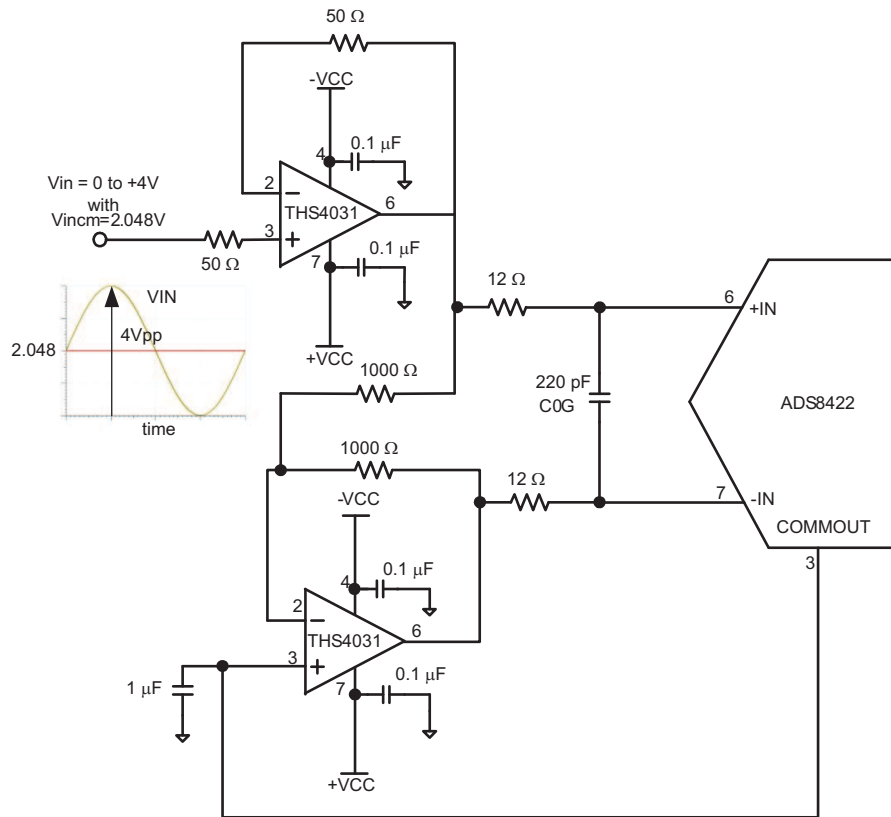 50 Ω
-VCC
0.1 μF
4
2
Vin = 0 to +4V
with
Vincm=2.048V
THS4031
6
3
0.1 μF
7
50 Ω
12 Ω
6
+IN
VIN
4Vpp
2.048
+VCC
1000 Ω
220 pF
C0G
ADS8422
time
1000 Ω
12 Ω
7
-IN
-VCC
COMMOUT
3
0.1 μF
4
2
THS4031
6
3
0.1 μF
7
1 μF
+VCC